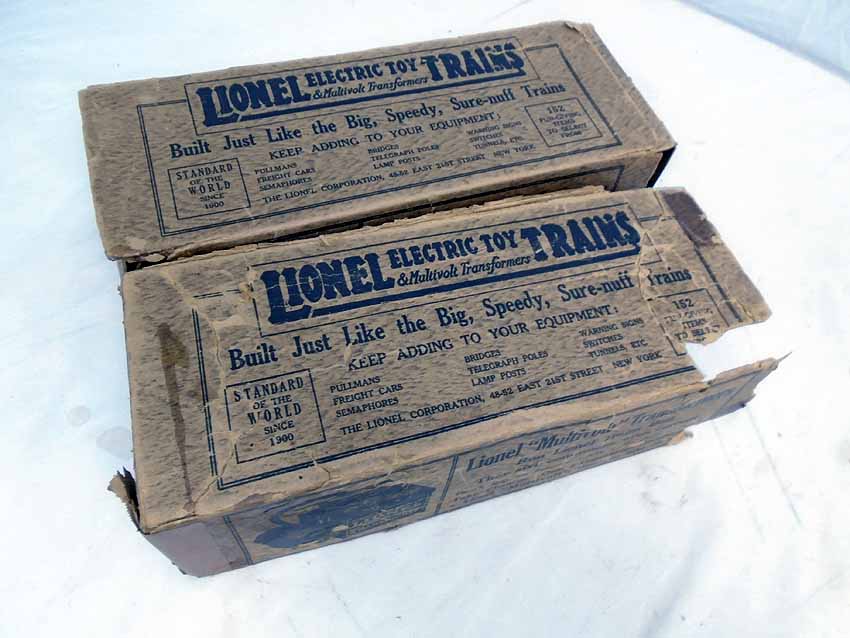 LIONEL ELECTRIC TOY TRAINS
& Multivolt Transformers
Built Just Like the Big, Speedy, Sure-nuff Trains
KEEP ADDING TO YOUR EQUIPMENT:
STANDARD
OF THE
WORLD
SINCE
1900
PULLMANS
FREIGHT CARS
SEMAPHORES
BRIDGES
TELEGRAPH POLES
LAMP POSTS
WARNING SIGNS
SWITCHES
TUNNELS, ETC.
152
FUN-GIVING
ITEMS
TO SELECT
FROM
THE LIONEL CORPORATION, 48-52 EAST 21ST STREET NEW YORK
LIONEL ELECTRIC TOY TRAINS
& Multivolt Transformers
Built Just Like the Big, Speedy, Sure-nuff Trains
KEEP ADDING TO YOUR EQUIPMENT:
STANDARD
OF THE
WORLD
SINCE
1900
PULLMANS
FREIGHT CARS
SEMAPHORES
BRIDGES
TELEGRAPH POLES
LAMP POSTS
WARNING SIGNS
SWITCHES
TUNNELS, ETC.
152
ITEMS
THE LIONEL CORPORATION, 48-52 EAST 21ST STREET NEW YORK
Lionel "Multivolt"